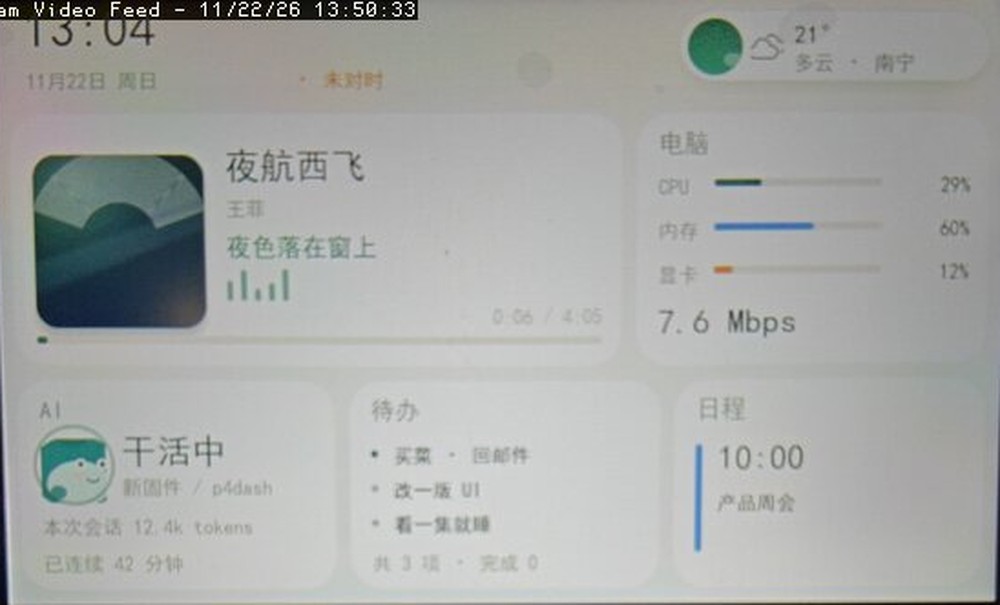 am Video Feed - 11/22/26 13:50:33
13:04
11月22日 周日
· 未对时
21°
多云 · 南宁
夜航西飞
王菲
夜色落在窗上
0:06 / 4:05
电脑
CPU 29%
内存 60%
显卡 12%
7.6 Mbps
AI
干活中
新固件 / p4dash
本次会话 12.4k tokens
已连续 42 分钟
待办
• 买菜 · 回邮件
• 改一版 UI
• 看一集就睡
共 3 项 · 完成 0
日程
10:00
产品周会